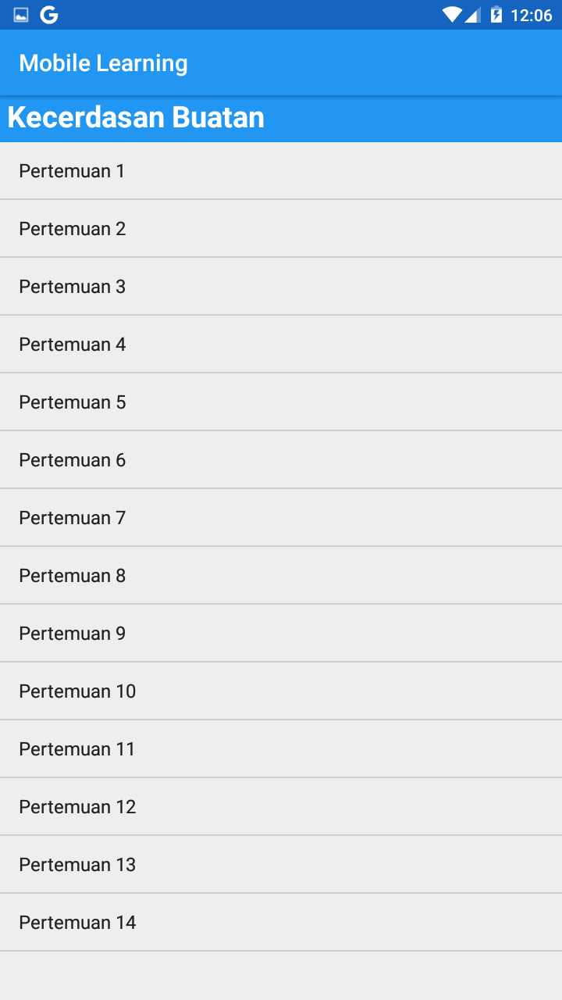 12:06
Mobile Learning
Kecerdasan Buatan
Pertemuan 1
Pertemuan 2
Pertemuan 3
Pertemuan 4
Pertemuan 5
Pertemuan 6
Pertemuan 7
Pertemuan 8
Pertemuan 9
Pertemuan 10
Pertemuan 11
Pertemuan 12
Pertemuan 13
Pertemuan 14